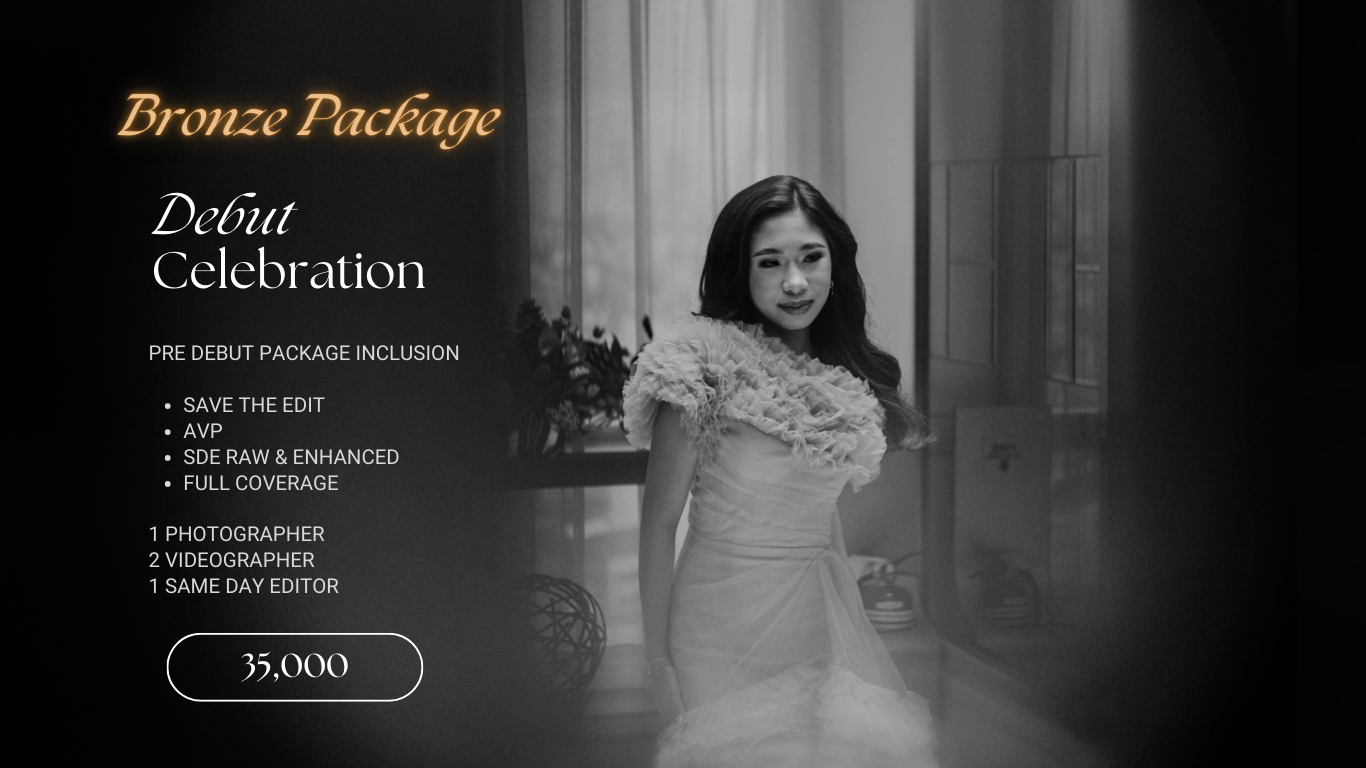 Bronze Package
Debut
Celebration
PRE DEBUT PACKAGE INCLUSION
• SAVE THE EDIT
• AVP
• SDE RAW & ENHANCED
• FULL COVERAGE
1 PHOTOGRAPHER
2 VIDEOGRAPHER
1 SAME DAY EDITOR
35,000